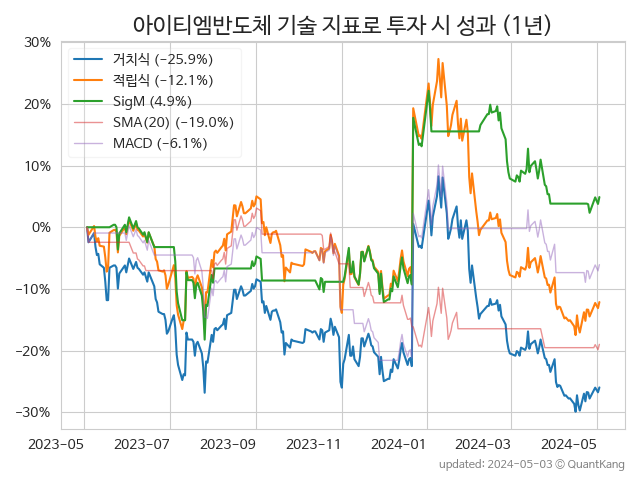 아이티엠반도체 기술 지표로 투자 시 성과 (1년)
거치식 (−25.9%)
적립식 (−12.1%)
SigM (4.9%)
SMA(20) (−19.0%)
MACD (−6.1%)
30%
20%
10%
0%
−10%
−20%
−30%
2023-05 2023-07 2023-09 2023-11 2024-01 2024-03 2024-05
updated: 2024-05-03 © QuantKang